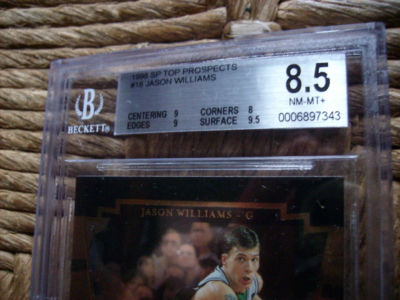 1998 SP TOP PROSPECTS
#16 JASON WILLIAMS
8.5
NM-MT+
CENTERING 9 CORNERS 8
EDGES 9 SURFACE 9.5
0006897343
B
BECKETT
JASON WILLIAMS - G